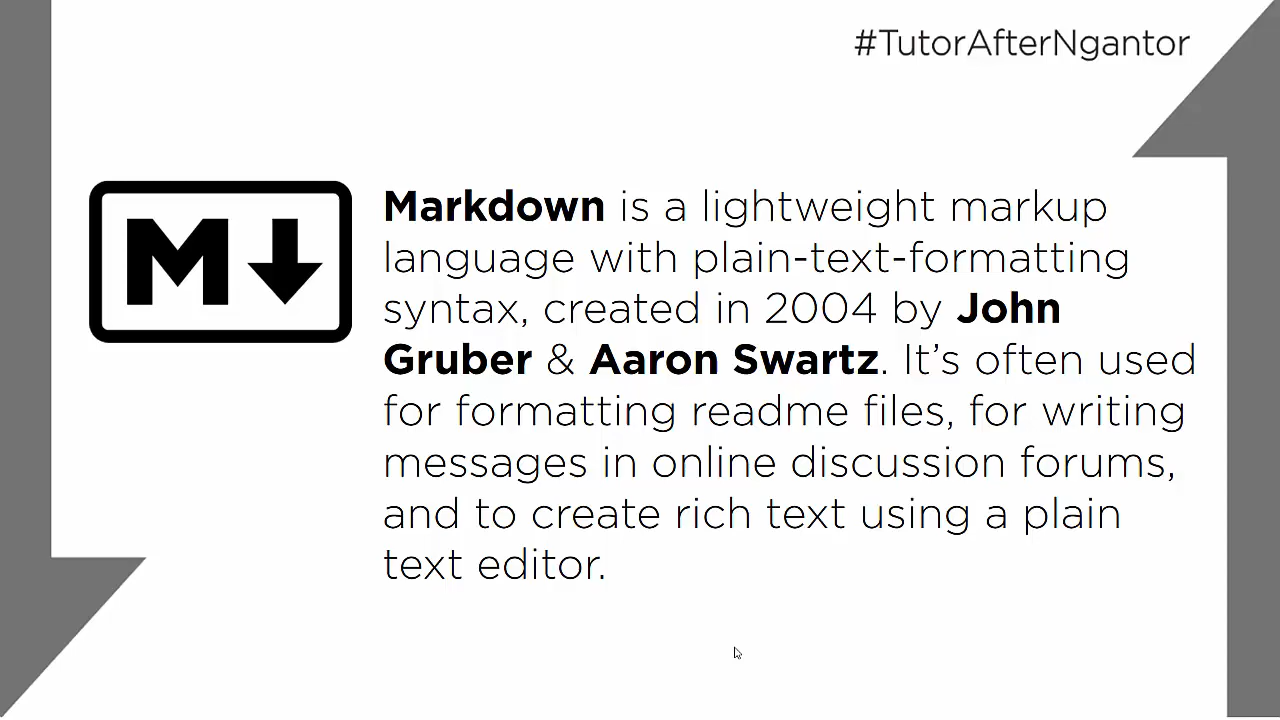 #TutorAfterNgantor
M
Markdown is a lightweight markup
language with plain-text-formatting
syntax, created in 2004 by John
Gruber & Aaron Swartz. It’s often used
for formatting readme files, for writing
messages in online discussion forums,
and to create rich text using a plain
text editor.